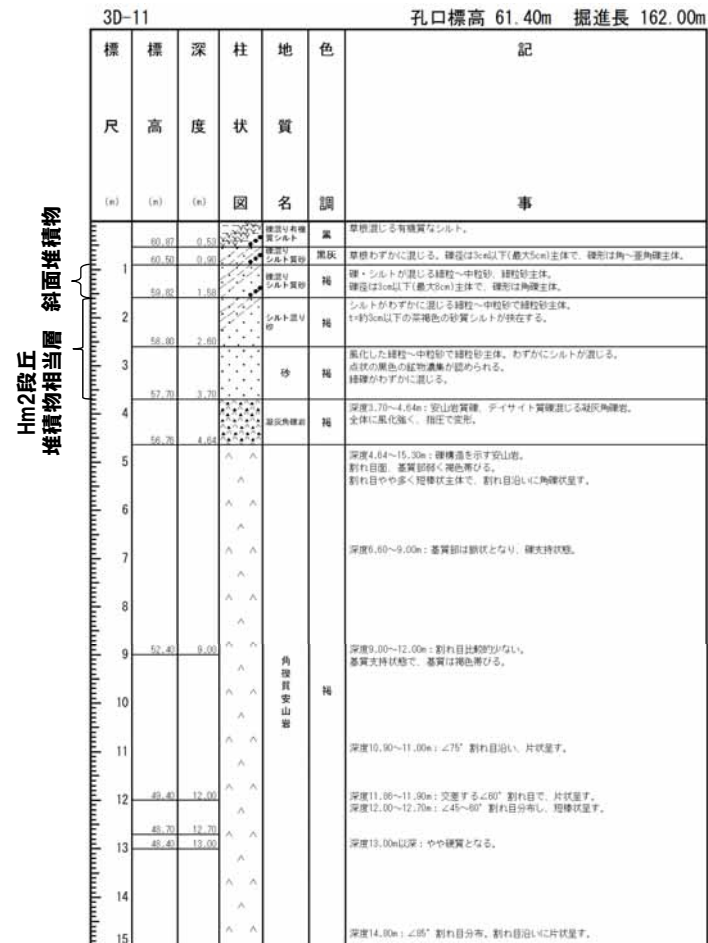 3D-11 孔口標高 61.40m 掘進長 162.00m
標尺 (m)
標高 (m)
深度 (m)
柱状図
地質名
色調
記事
斜面堆積物
Hm2段丘
堆積物相当層
60.87 0.53
礫混り有機
質シルト
黒
草根混じる有機質なシルト。
60.50 0.90
礫混り
シルト質砂
黒灰
草根わずかに混じる。礫径は3cm以下(最大5cm)主体で、礫形は角～亜角礫主体。
1
59.82 1.58
礫混り
シルト質砂
褐
礫・シルトが混じる細粒～中粒砂、細粒砂主体。
礫径は3cm以下(最大8cm)主体で、礫形は角礫主体。
2
58.80 2.60
シルト混り
砂
褐
シルトがわずかに混じる細粒～中粒砂で細粒砂主体。
t=約3cm以下の茶褐色の砂質シルトが挟在する。
3
57.70 3.70
砂
褐
風化した細粒～中粒砂で細粒砂主体。わずかにシルトが混じる。
点状の黒色の鉱物濃集が認められる。
細礫がわずかに混じる。
4
56.76 4.64
凝灰角礫岩
褐
深度3.70～4.64m：安山岩質礫、デイサイト質礫混じる凝灰角礫岩。
全体に風化強く、指圧で変形。
5
深度4.64～15.30m：礫構造を示す安山岩。
割れ目面、基質部弱く褐色帯びる。
割れ目やや多く短棒状主体で、割れ目沿いに角礫状呈す。
6
7
深度6.60～9.00m：基質部は脈状となり、礫支持状態。
8
9
52.40 9.00
深度9.00～12.00m：割れ目比較的少ない。
基質支持状態で、基質は褐色帯びる。
角礫質安山岩
褐
10
11
深度10.90～11.00m：∠75°割れ目沿い、片状呈す。
12
49.40 12.00
深度11.86～11.90m：交差する∠60°割れ目で、片状呈す。
深度12.00～12.70m：∠45～60°割れ目分布し、短棒状呈す。
48.70 12.70
13
48.40 13.00
深度13.00m以深：やや硬質となる。
14
15
深度14.80m：∠85°割れ目分布。割れ目沿いに片状呈す。